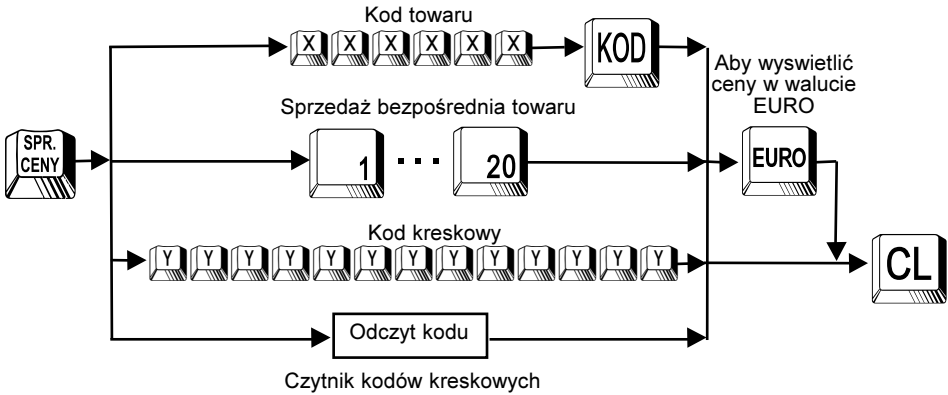 Kod towaru
X X X X X X
KOD
Aby wyswietlić
ceny w walucie
EURO
Sprzedaż bezpośrednia towaru
SPR.
CENY
1 ... 20
EURO
Kod kreskowy
Y Y Y Y Y Y Y Y Y Y Y Y Y
CL
Odczyt kodu
Czytnik kodów kreskowych